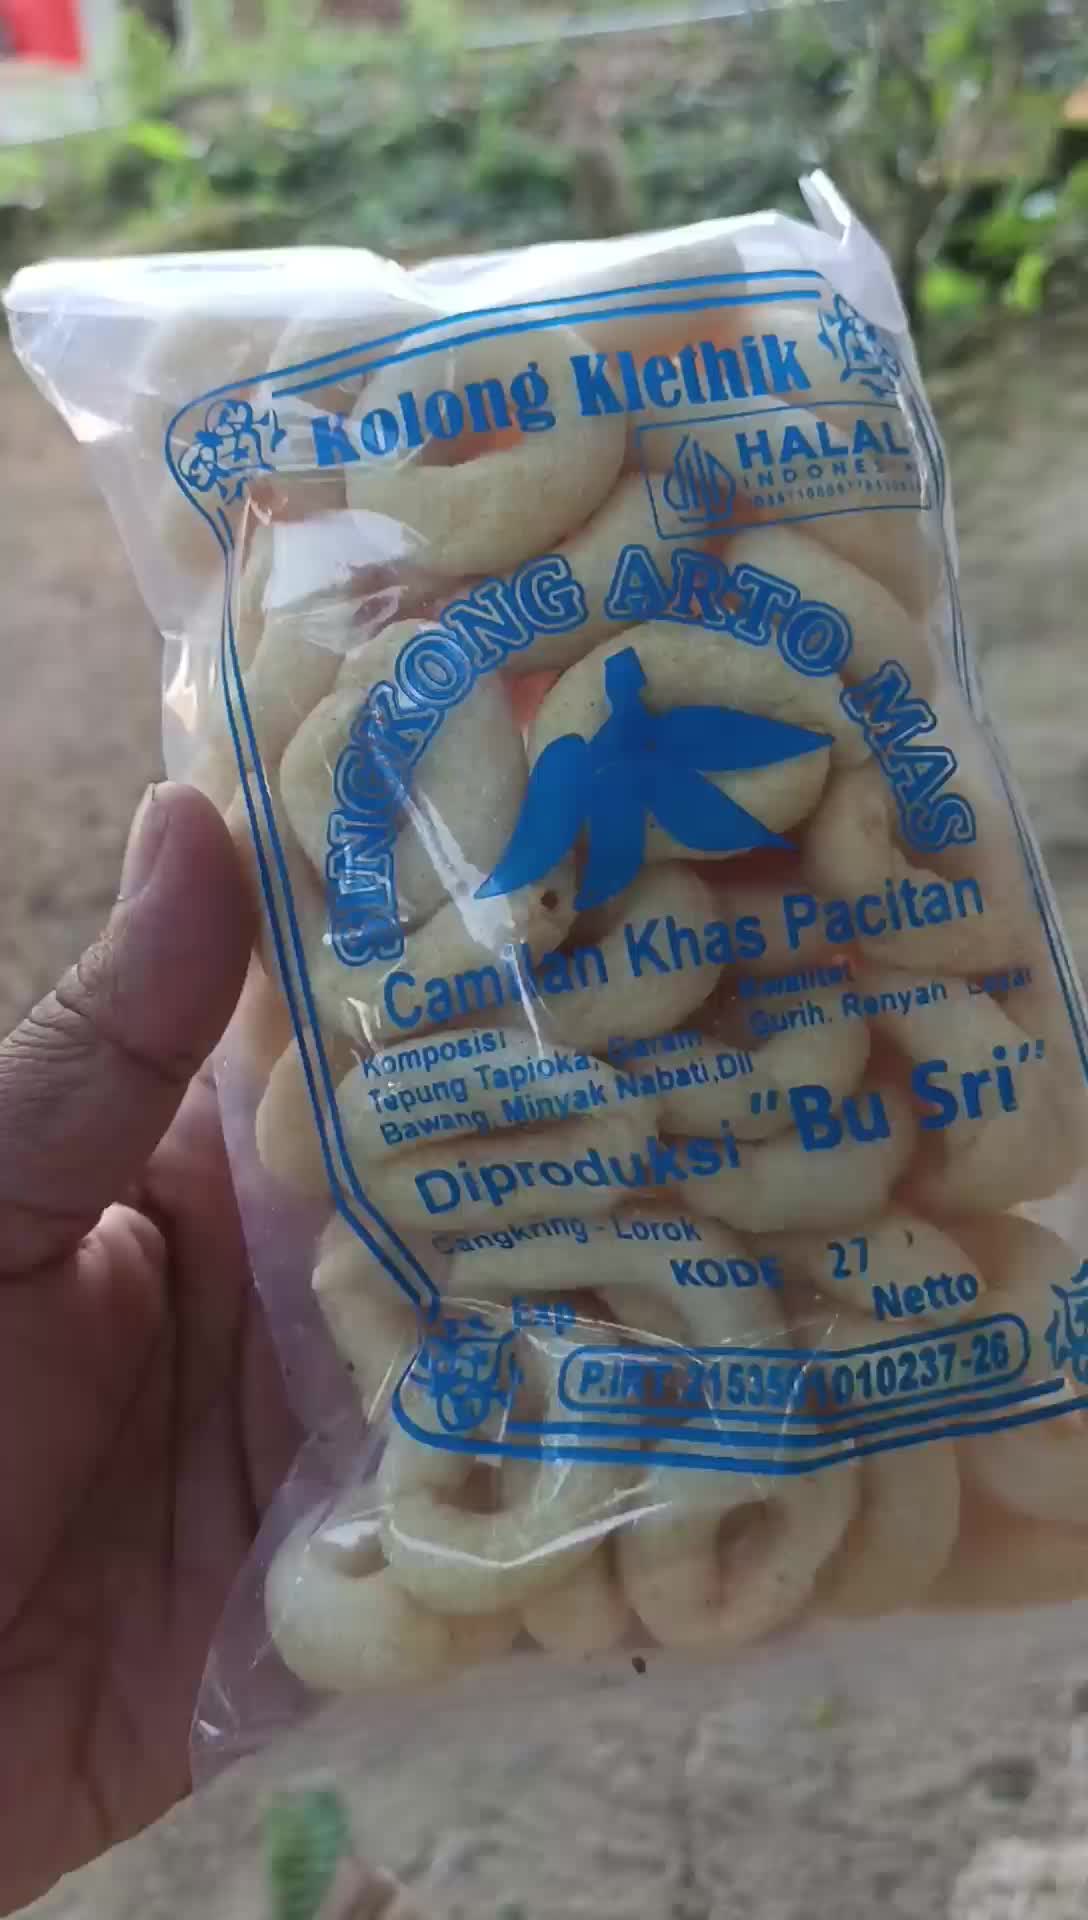 Kolong Klethik
HALAL
INDONESIA
SINGKONG ARTO MAS
Camilan Khas Pacitan
Komposisi
Tepung Tapioka, Garam
Bawang, Minyak Nabati,Dll
Kwalitet
Gurih. Renyah
Diproduksi "Bu Sri"
Cangkring - Lorok
KODE 27
Exp
Netto